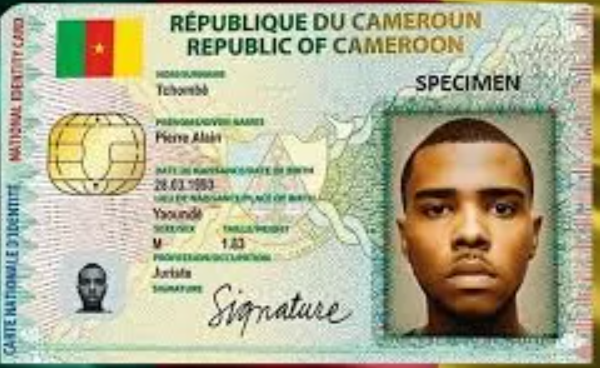 RÉPUBLIQUE DU CAMEROUN
REPUBLIC OF CAMEROON
NATIONAL IDENTITY CARD
CARTE NATIONALE D'IDENTITÉ
SPECIMEN
NOM/SURNAME
Tchombé
PRÉNOMS/GIVEN NAMES
Pierre Alain
DATE DE NAISSANCE/DATE OF BIRTH
28.03.1993
LIEU DE NAISSANCE/PLACE OF BIRTH
Yaoundé
SEXE/SEX TAILLE/HEIGHT
M 1.83
PROFESSION/OCCUPATION
Juriste
SIGNATURE
Signature